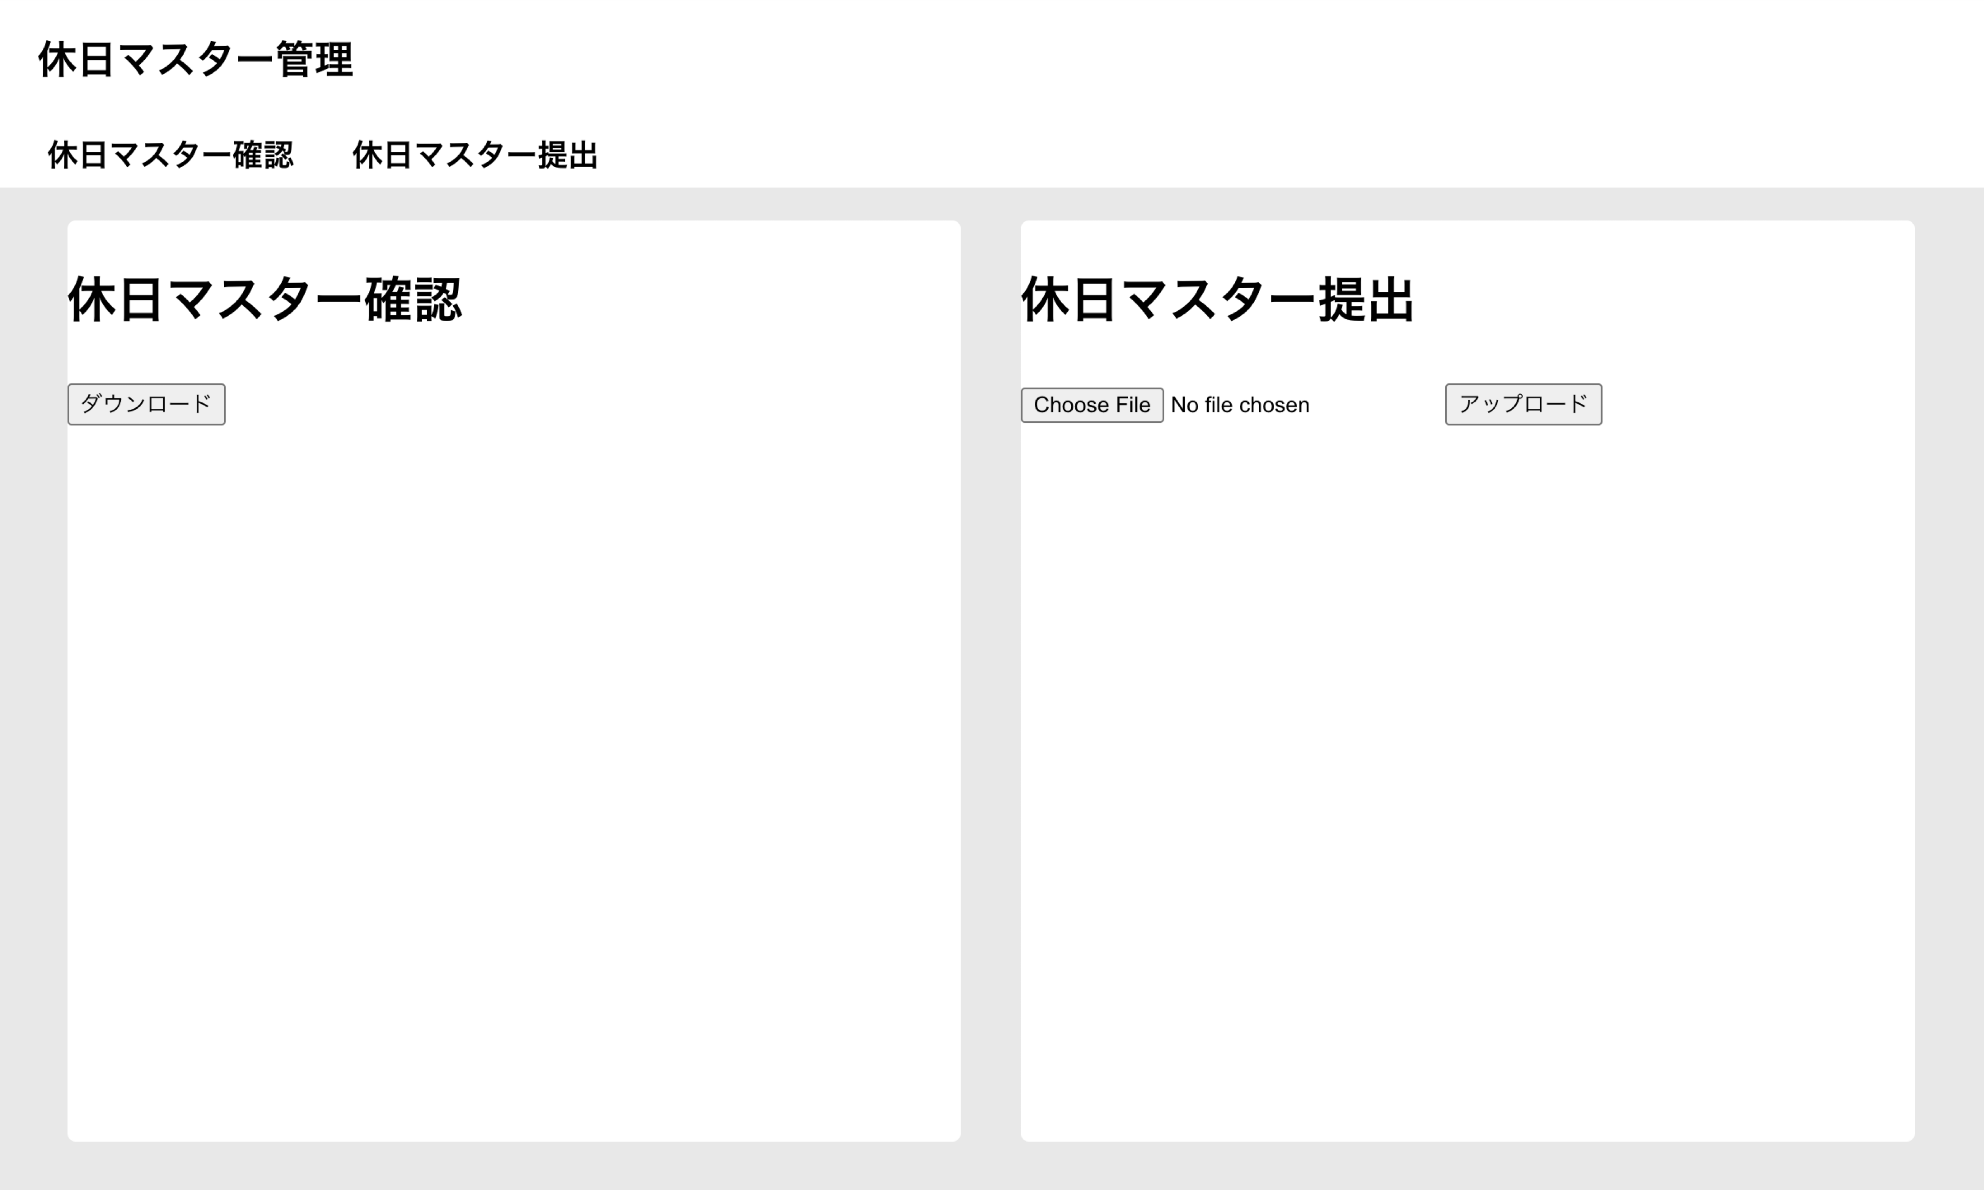 休日マスター管理
休日マスター確認 休日マスター提出
休日マスター確認
ダウンロード
休日マスター提出
Choose File No file chosen アップロード